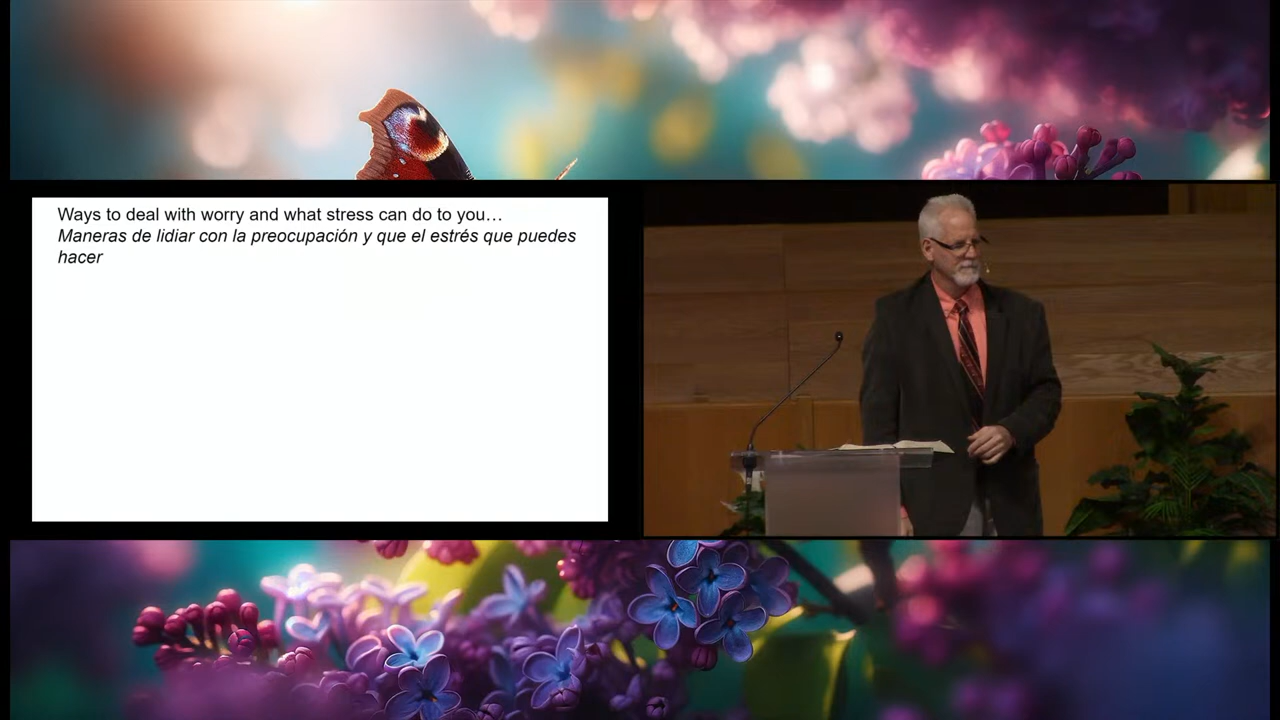 Ways to deal with worry and what stress can do to you…
Maneras de lidiar con la preocupación y que el estrés que puedes
hacer